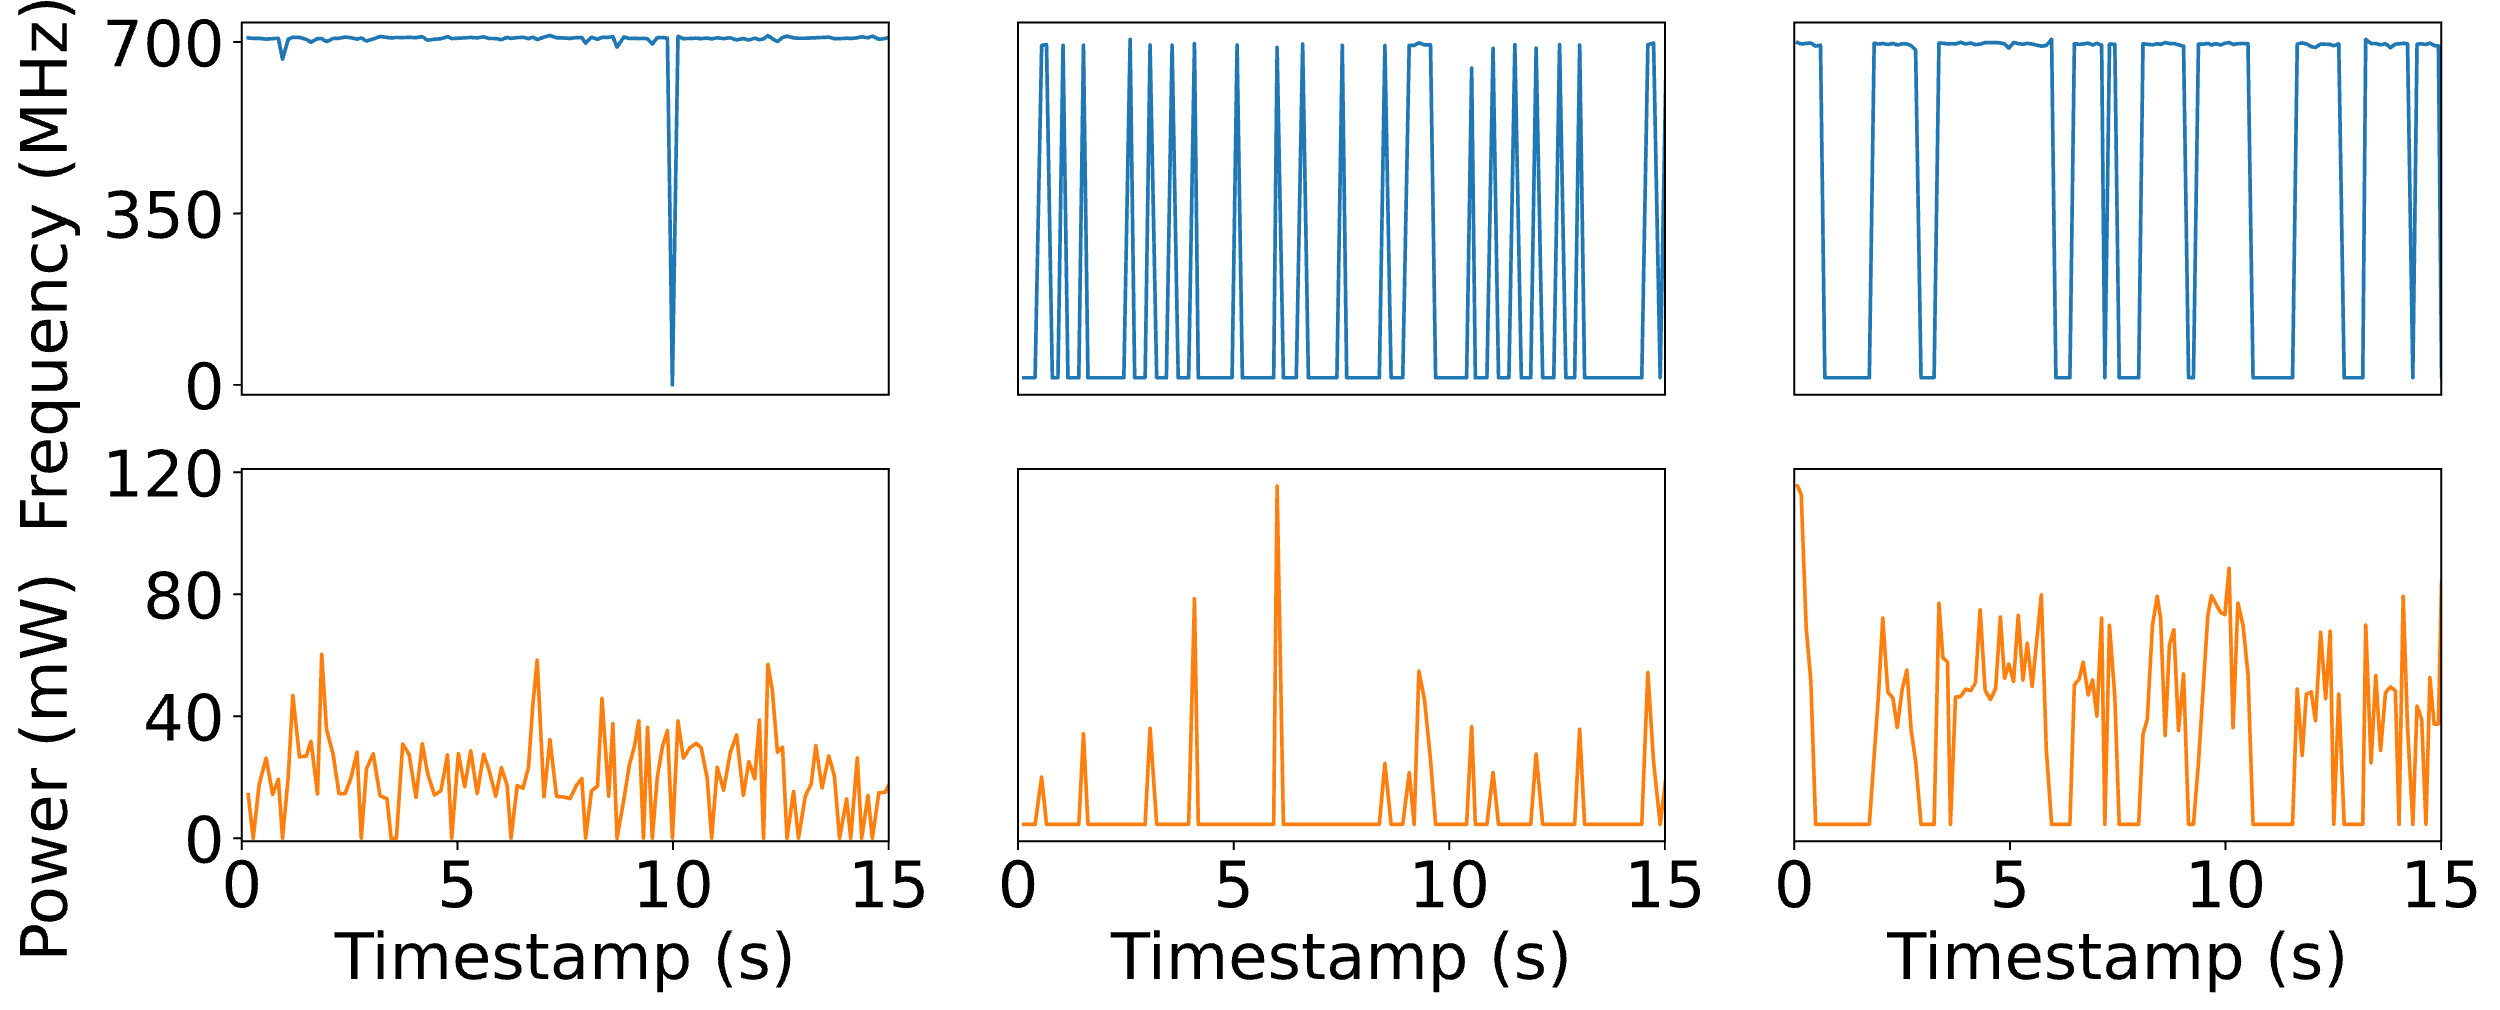 Frequency (MHz)
700
350
0
Power (mW)
120
80
40
0
0 5 10 15
0 5 10 15
0 5 10 15
Timestamp (s)
Timestamp (s)
Timestamp (s)